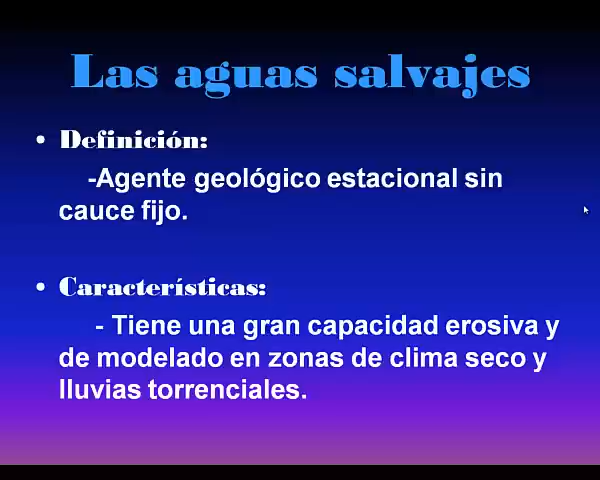 Las aguas salvajes
• Definición:
-Agente geológico estacional sin
cauce fijo.
• Características:
- Tiene una gran capacidad erosiva y
de modelado en zonas de clima seco y
lluvias torrenciales.